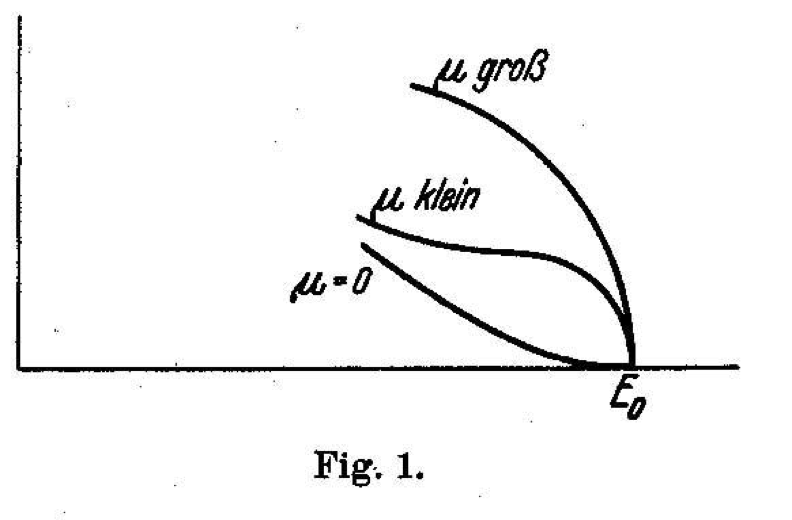 μ groß
μ klein
μ = 0
E₀
Fig. 1.